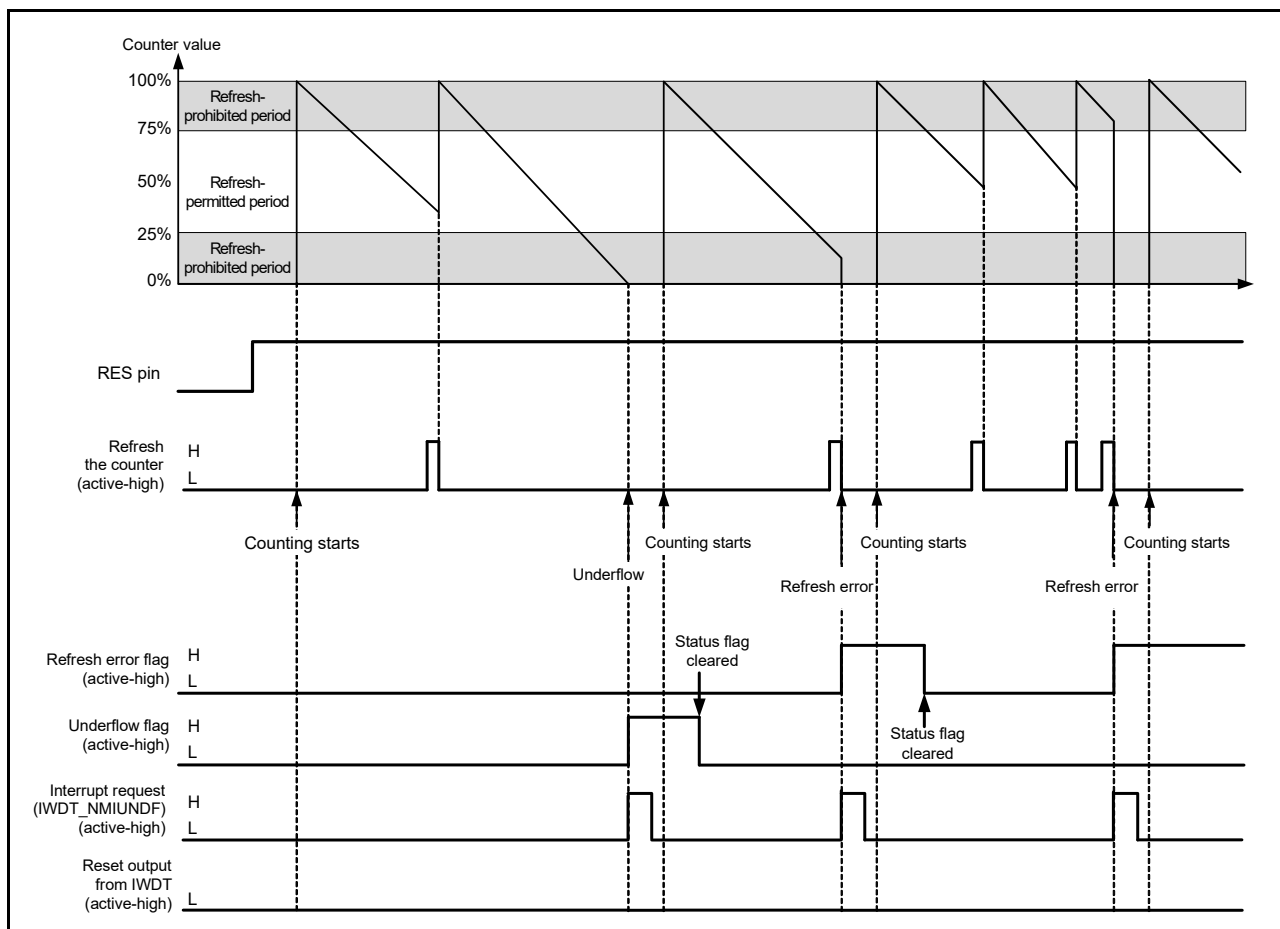 Counter value
100%
Refresh-
prohibited period
75%
50%
Refresh-
permitted period
25%
Refresh-
prohibited period
0%
RES pin
Refresh
the counter
(active-high)
H
L
Counting starts
Underflow
Counting starts
Refresh error
Counting starts
Refresh error
Counting starts
Refresh error flag
(active-high)
H
L
Status flag
cleared
Underflow flag
(active-high)
H
L
Status flag
cleared
Interrupt request
(IWDT_NMIUNDF)
(active-high)
H
L
Reset output
from IWDT
(active-high)
L